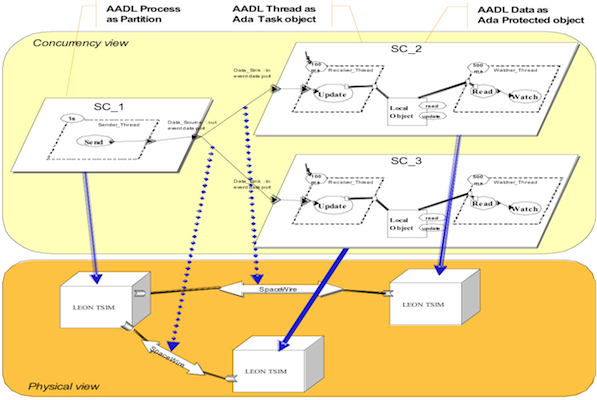 AADL Process
as Partition
AADL Thread as
Ada Task object
AADL Data as
Ada Protected object
Concurrency view
SC_1
1s
Sender_Thread
Send
Data_Source : out
event data port
Data_Sink : in
event data port
Data_Sink : in
event data port
SC_2
100
ms
Receiver_Thread
Update
Local
Object
read
update
500
ms
Watcher_Thread
Read
Watch
SC_3
100
ms
Receiver_Thread
Update
Local
Object
read
update
500
ms
Watcher_Thread
Read
Watch
LEON TSIM
SpaceWire
LEON TSIM
SpaceWire
LEON TSIM
Physical view